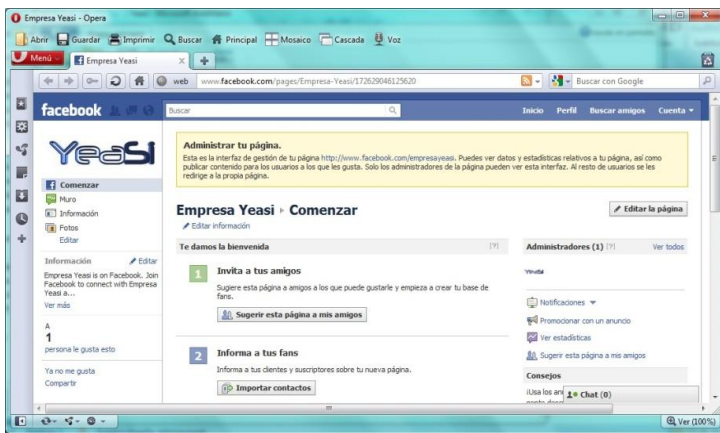 Empresa Yeasi - Opera
Abrir Guardar Imprimir Buscar Principal Mosaico Cascada Voz
Menú Empresa Yeasi
web www.facebook.com/pages/Empresa-Yeasi/172629046125620 Buscar con Google
facebook Buscar Inicio Perfil Buscar amigos Cuenta
YeaSi
Administrar tu página.
Esta es la interfaz de gestión de tu página http://www.facebook.com/empresayeasi. Puedes ver datos y estadísticas relativos a tu página, así como
publicar contenido para los usuarios a los que les gusta. Solo los administradores de la página pueden ver esta interfaz. Al resto de usuarios se les
redirige a la propia página.
Comenzar
Muro
Información
Fotos
Editar
Empresa Yeasi Comenzar
Editar la página
Editar información
Información Editar
Empresa Yeasi is on Facebook. Join
Facebook to connect with Empresa
Yeasi a...
Ver más
A
1
persona le gusta esto
Ya no me gusta
Compartir
Te damos la bienvenida [?]
1 Invita a tus amigos
Sugiere esta página a amigos a los que puede gustarle y empieza a crear tu base de
fans.
Sugerir esta página a mis amigos
2 Informa a tus fans
Informa a tus clientes y suscriptores sobre tu nueva página.
Importar contactos
Administradores (1) [?] Ver todos
YeaSi
Notificaciones
Promocionar con un anuncio
Ver estadísticas
Sugerir esta página a mis amigos
Consejos
¡Usa los
Chat (0)
Ver (100%)